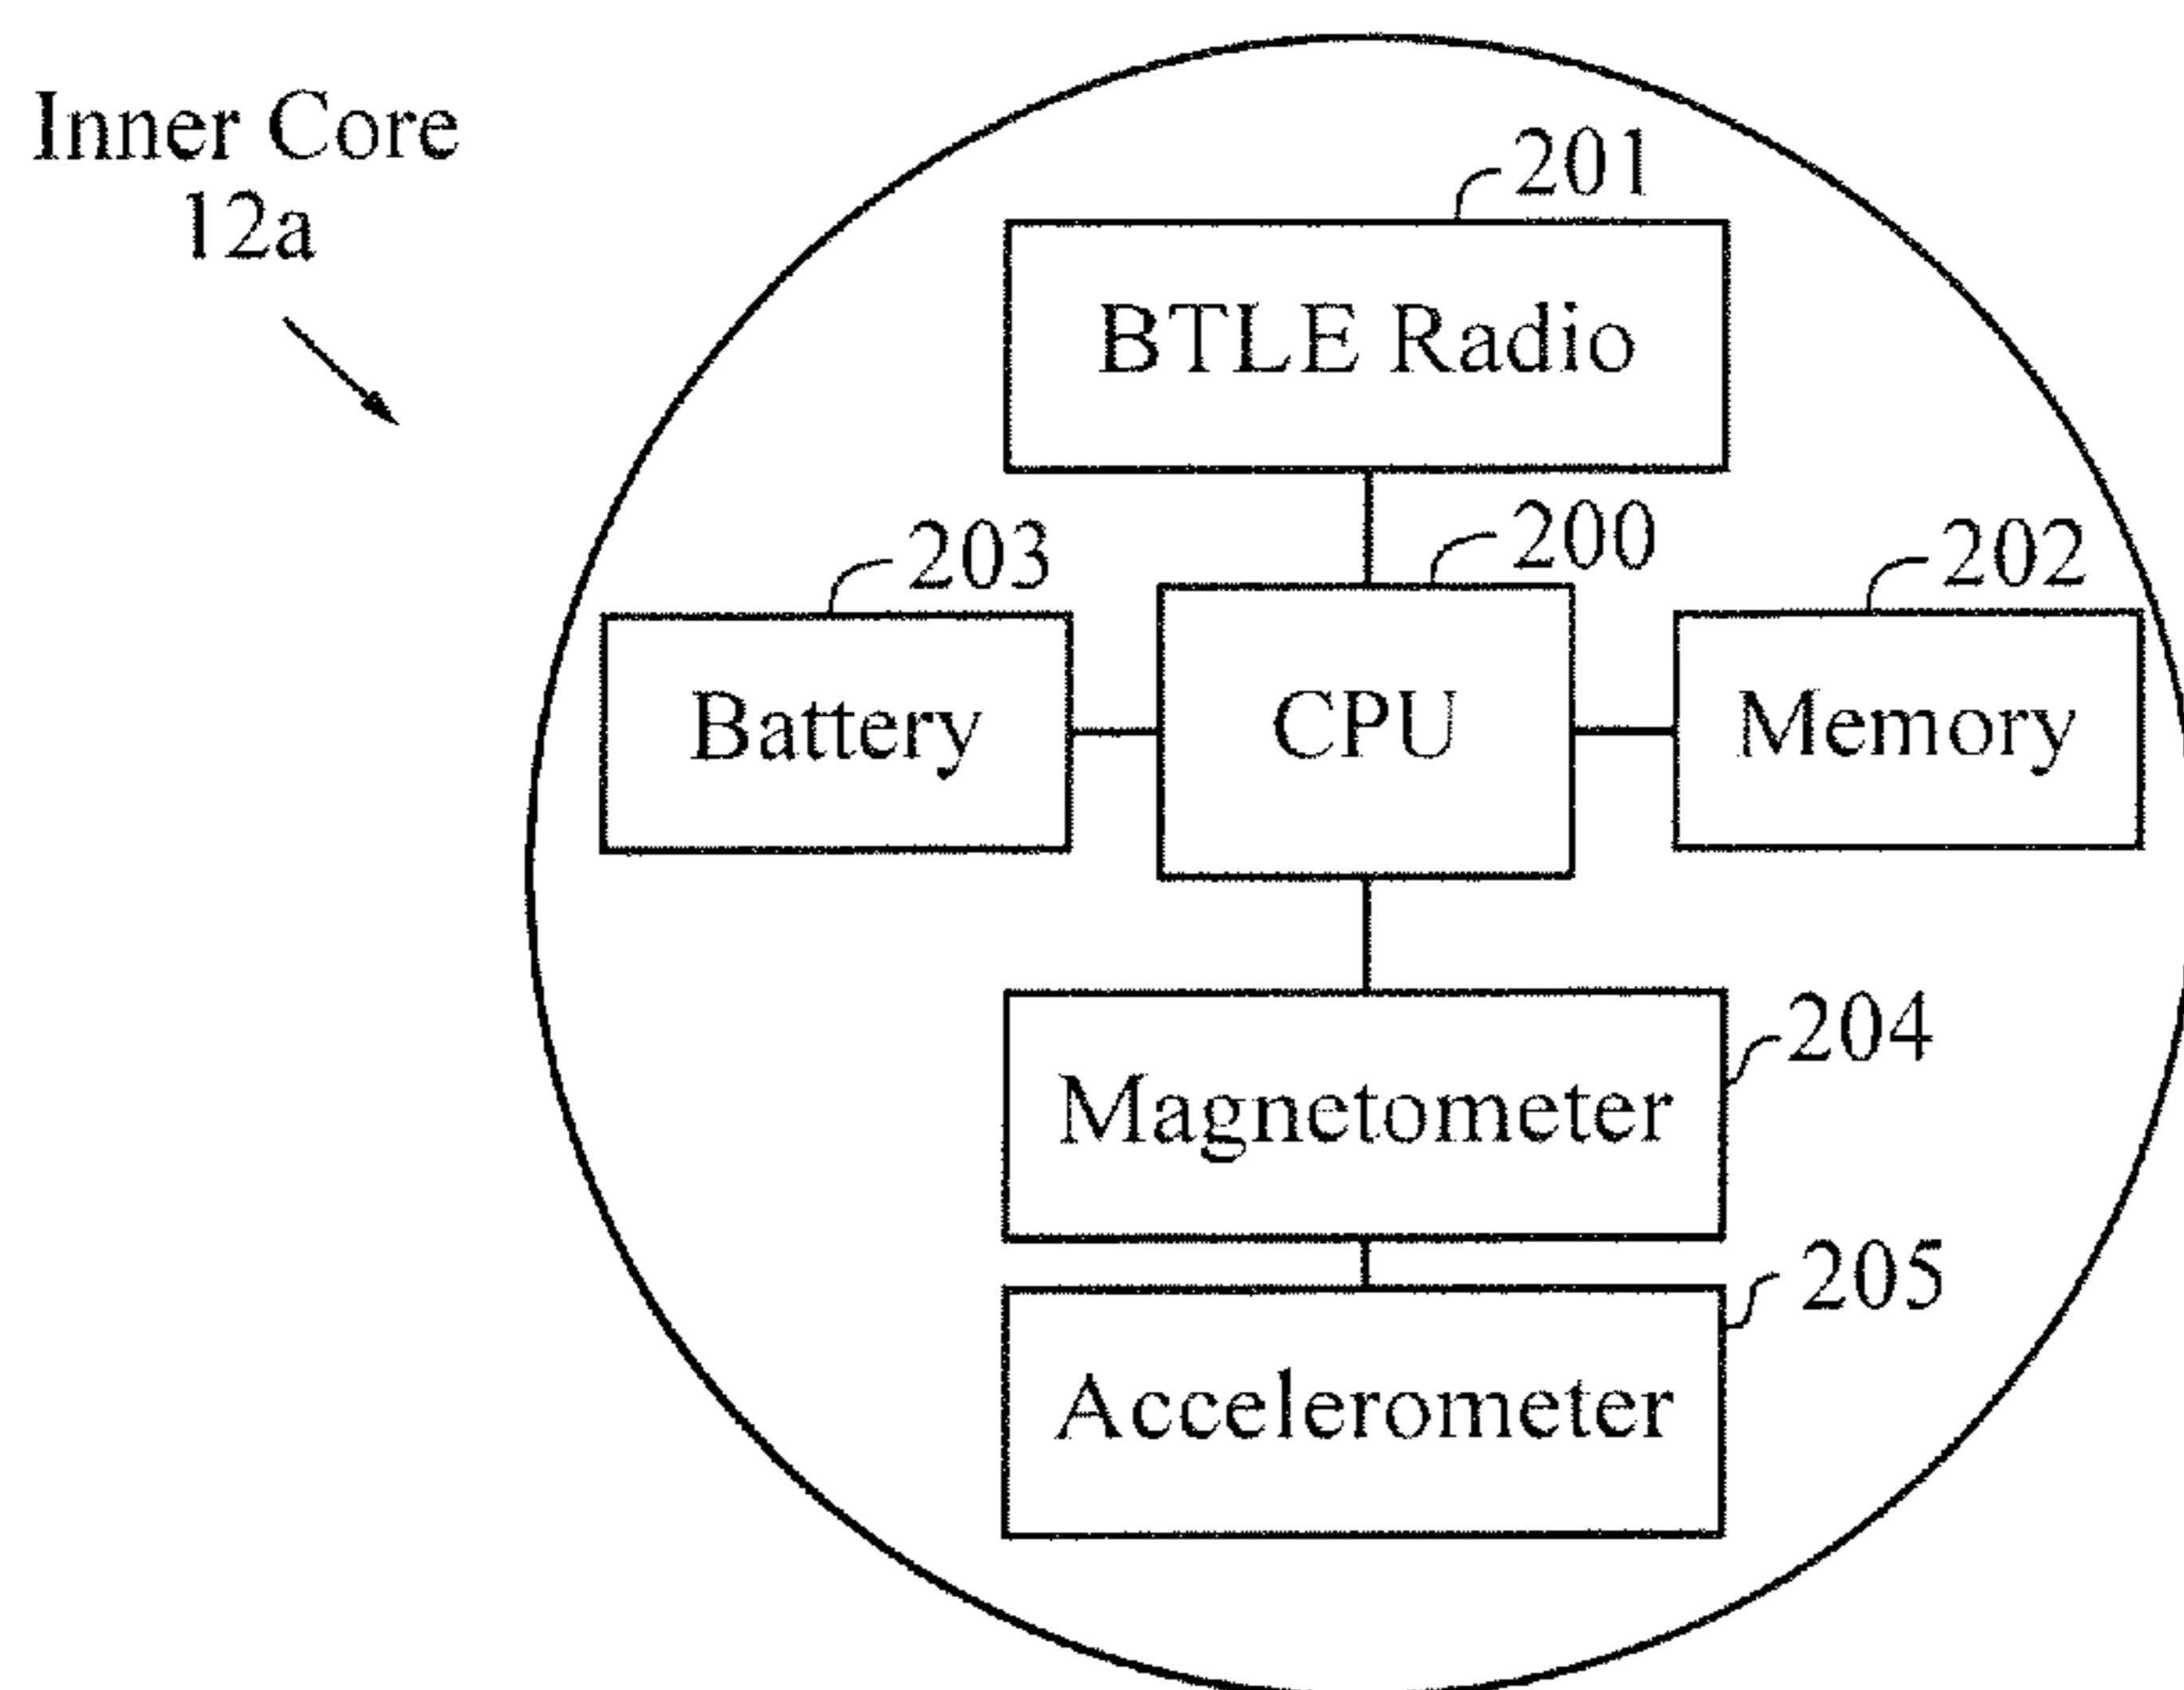 Inner Core
12a
201
BTLE Radio
203
200
202
Battery
CPU
Memory
204
Magnetometer
205
Accelerometer